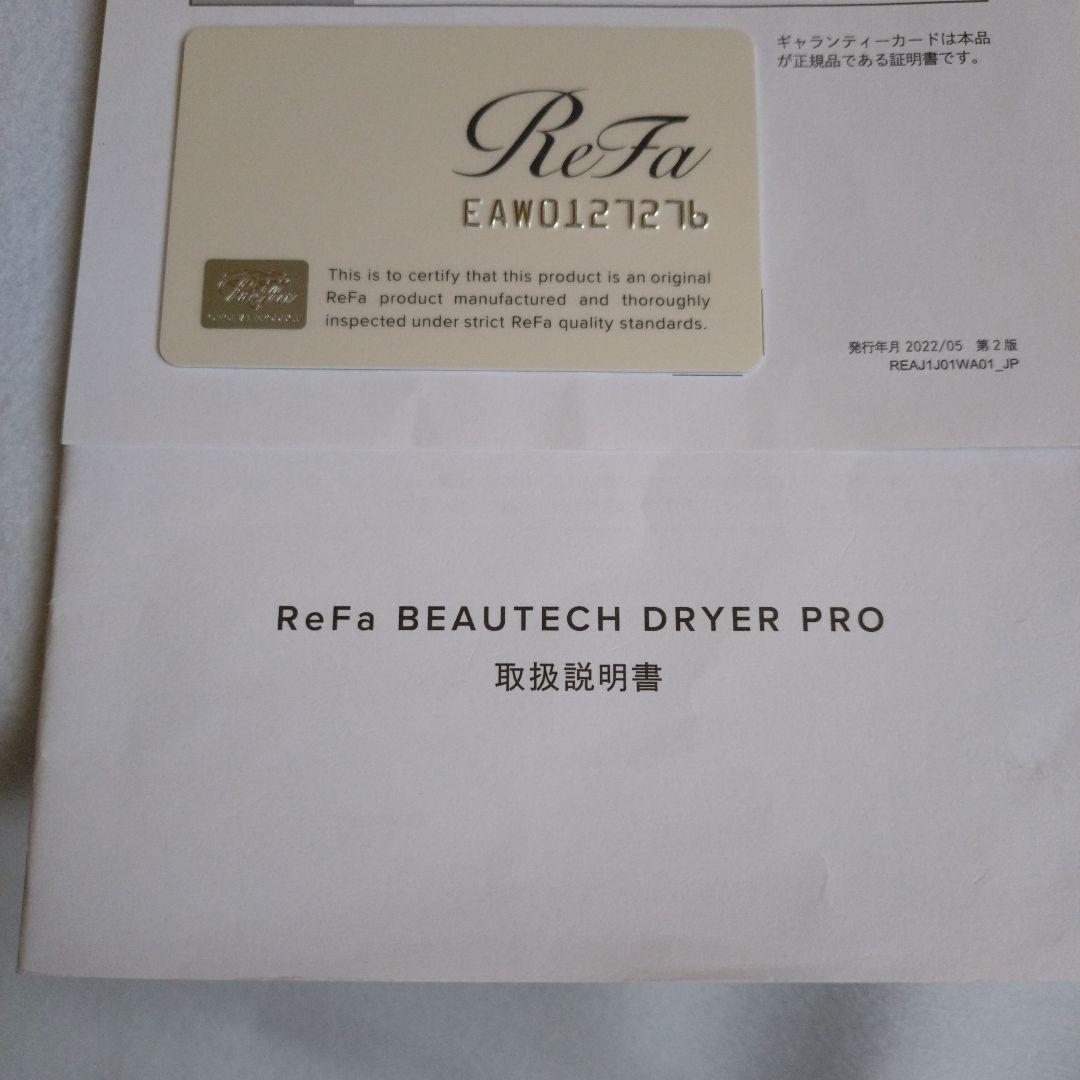 ギャランティーカードは本品
が正規品である証明書です。
ReFa
EAW0127276
ReFa
This is to certify that this product is an original
ReFa product manufactured and thoroughly
inspected under strict ReFa quality standards.
発行年月 2022/05 第2版
REAJ1J01WA01_JP
ReFa BEAUTECH DRYER PRO
取扱説明書